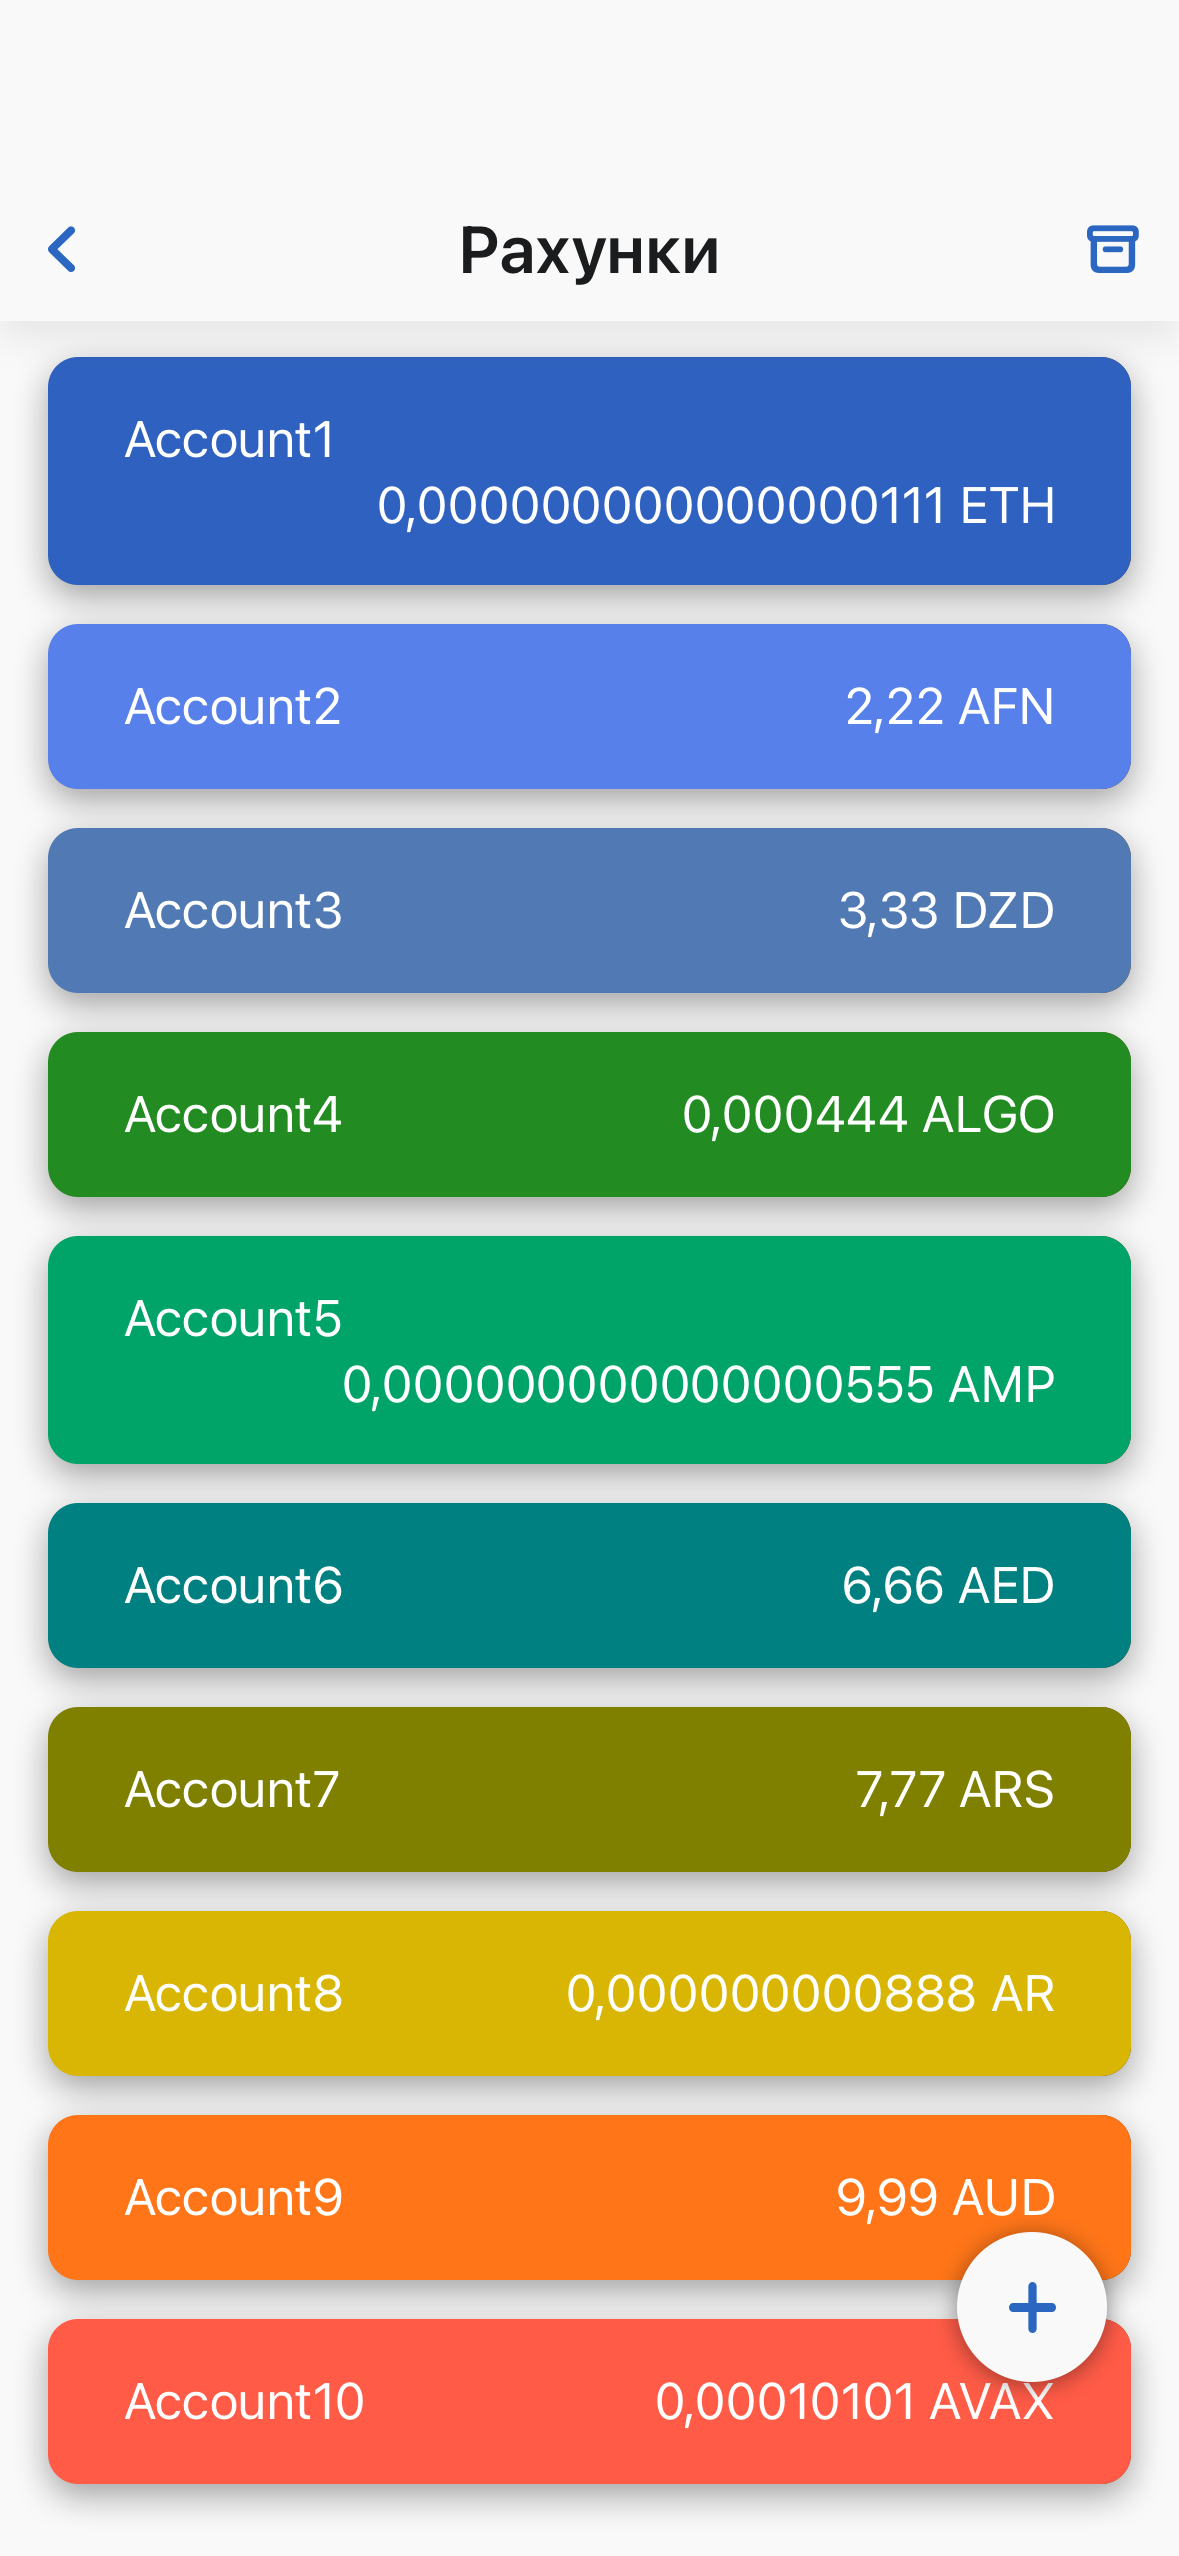 Рахунки
Account1
0,000000000000000111 ETH
Account2 2,22 AFN
Account3 3,33 DZD
Account4 0,000444 ALGO
Account5
0,000000000000000555 AMP
Account6 6,66 AED
Account7 7,77 ARS
Account8 0,000000000888 AR
Account9 9,99 AUD
Account10 0,00010101 AVAX